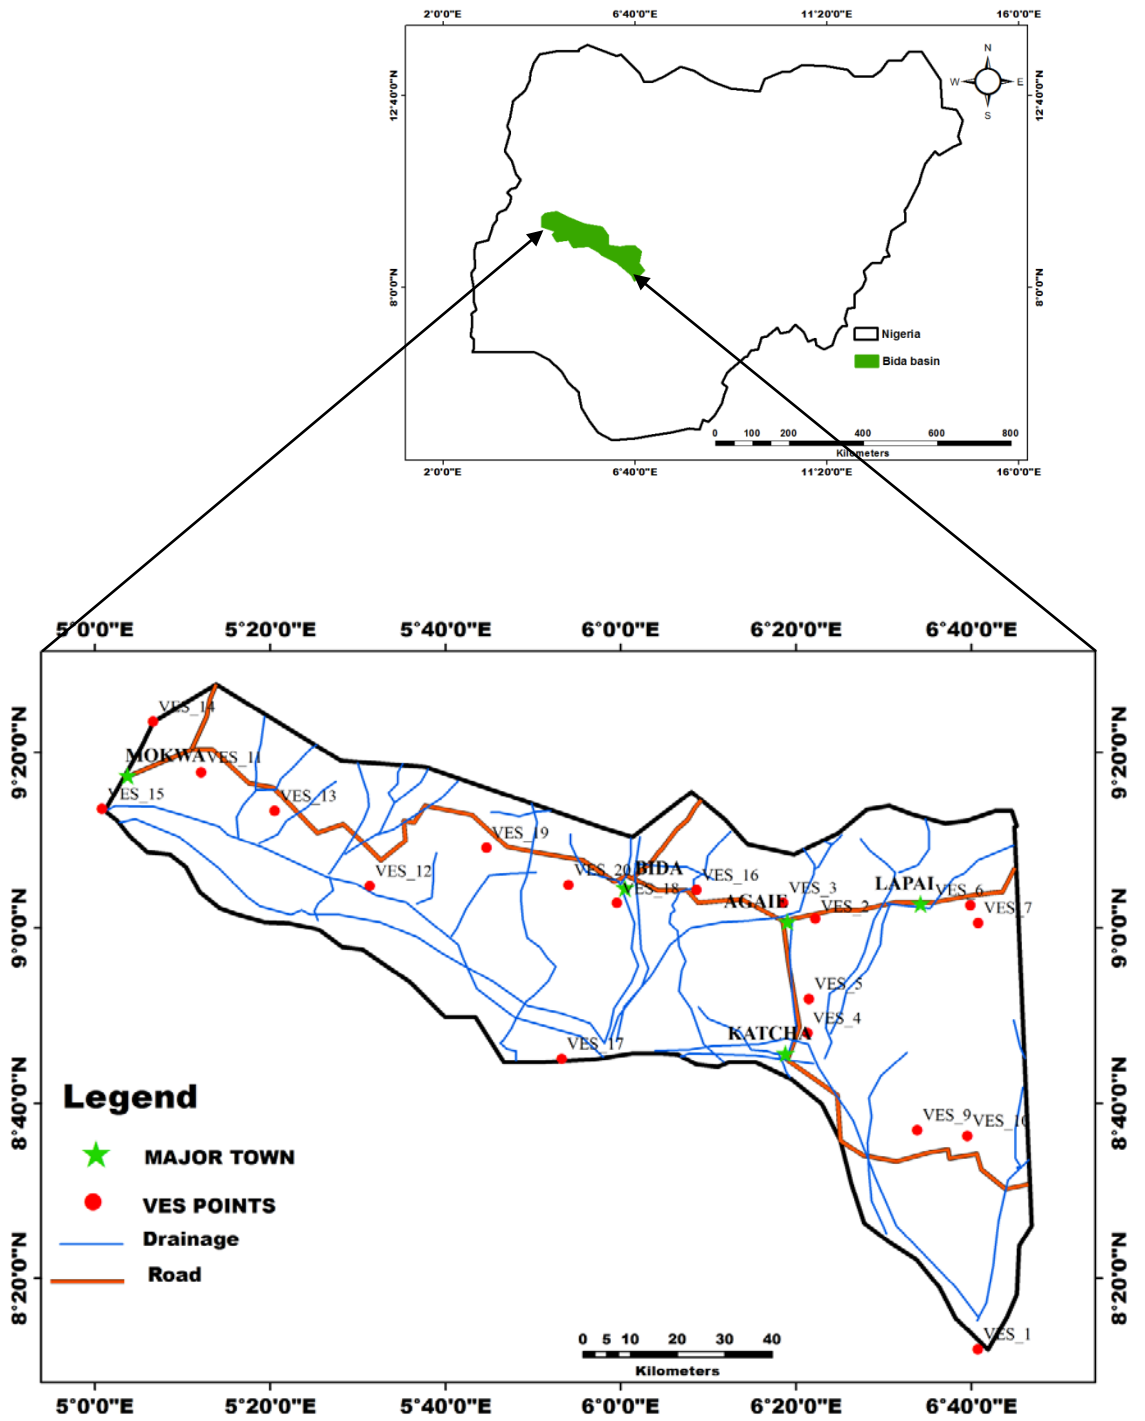 2°0'0"E 6°40'0"E 11°20'0"E 16°0'0"E
N
W E
S
12°40'0"N 12°40'0"N
8°0'0"N 8°0'0"N
Nigeria
Bida basin
0 100 200 400 600 800
Kilometers
2°0'0"E 6°40'0"E 11°20'0"E 16°0'0"E
5°0'0"E 5°20'0"E 5°40'0"E 6°0'0"E 6°20'0"E 6°40'0"E
VES_14
9°20'0"N 9°20'0"N
MOKWA VES_11
VES_15
VES_13
VES_19
VES_12
VES_20 BIDA
VES_18
VES_16
AGAIE
VES_3
VES_2
LAPAI
VES_6
VES_7
9°0'0"N 9°0'0"N
VES_5
VES_4
KATCHA
VES_17
8°40'0"N 8°40'0"N
VES_9 VES_10
Legend
MAJOR TOWN
VES POINTS
Drainage
Road
8°20'0"N 8°20'0"N
VES_1
0 5 10 20 30 40
Kilometers
5°0'0"E 5°20'0"E 5°40'0"E 6°0'0"E 6°20'0"E 6°40'0"E